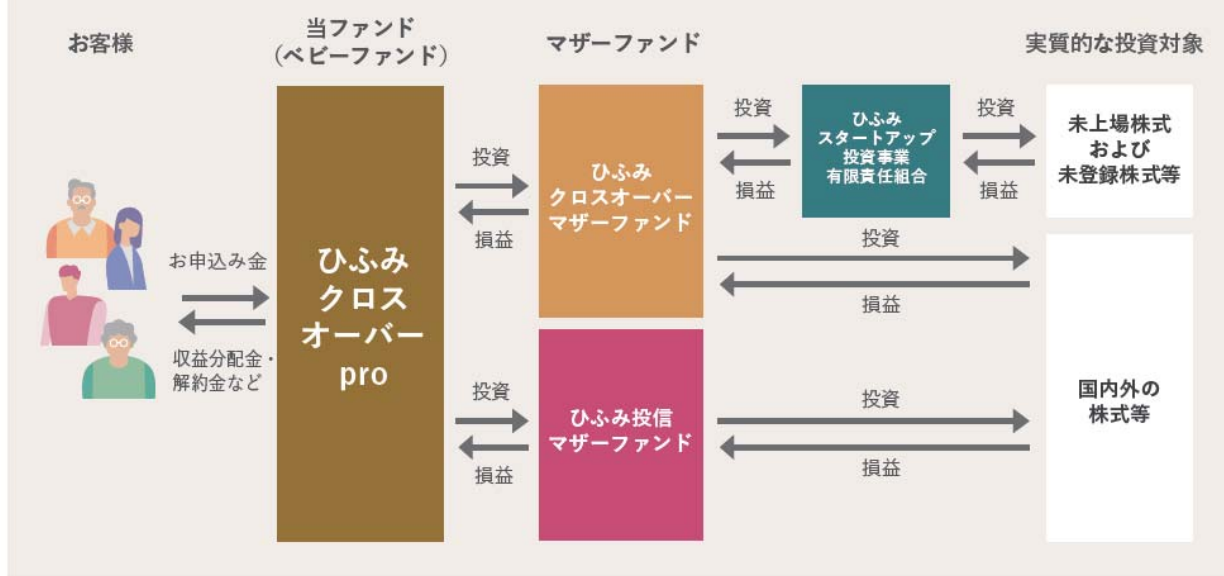 お客様
当ファンド
（ベビーファンド）
マザーファンド
実質的な投資対象
お申込み金
収益分配金・
解約金など
ひふみ
クロス
オーバー
pro
投資
損益
ひふみ
クロスオーバー
マザーファンド
投資
損益
ひふみ
スタートアップ
投資事業
有限責任組合
投資
損益
未上場株式
および
未登録株式等
投資
損益
投資
損益
ひふみ投信
マザーファンド
投資
損益
国内外の
株式等